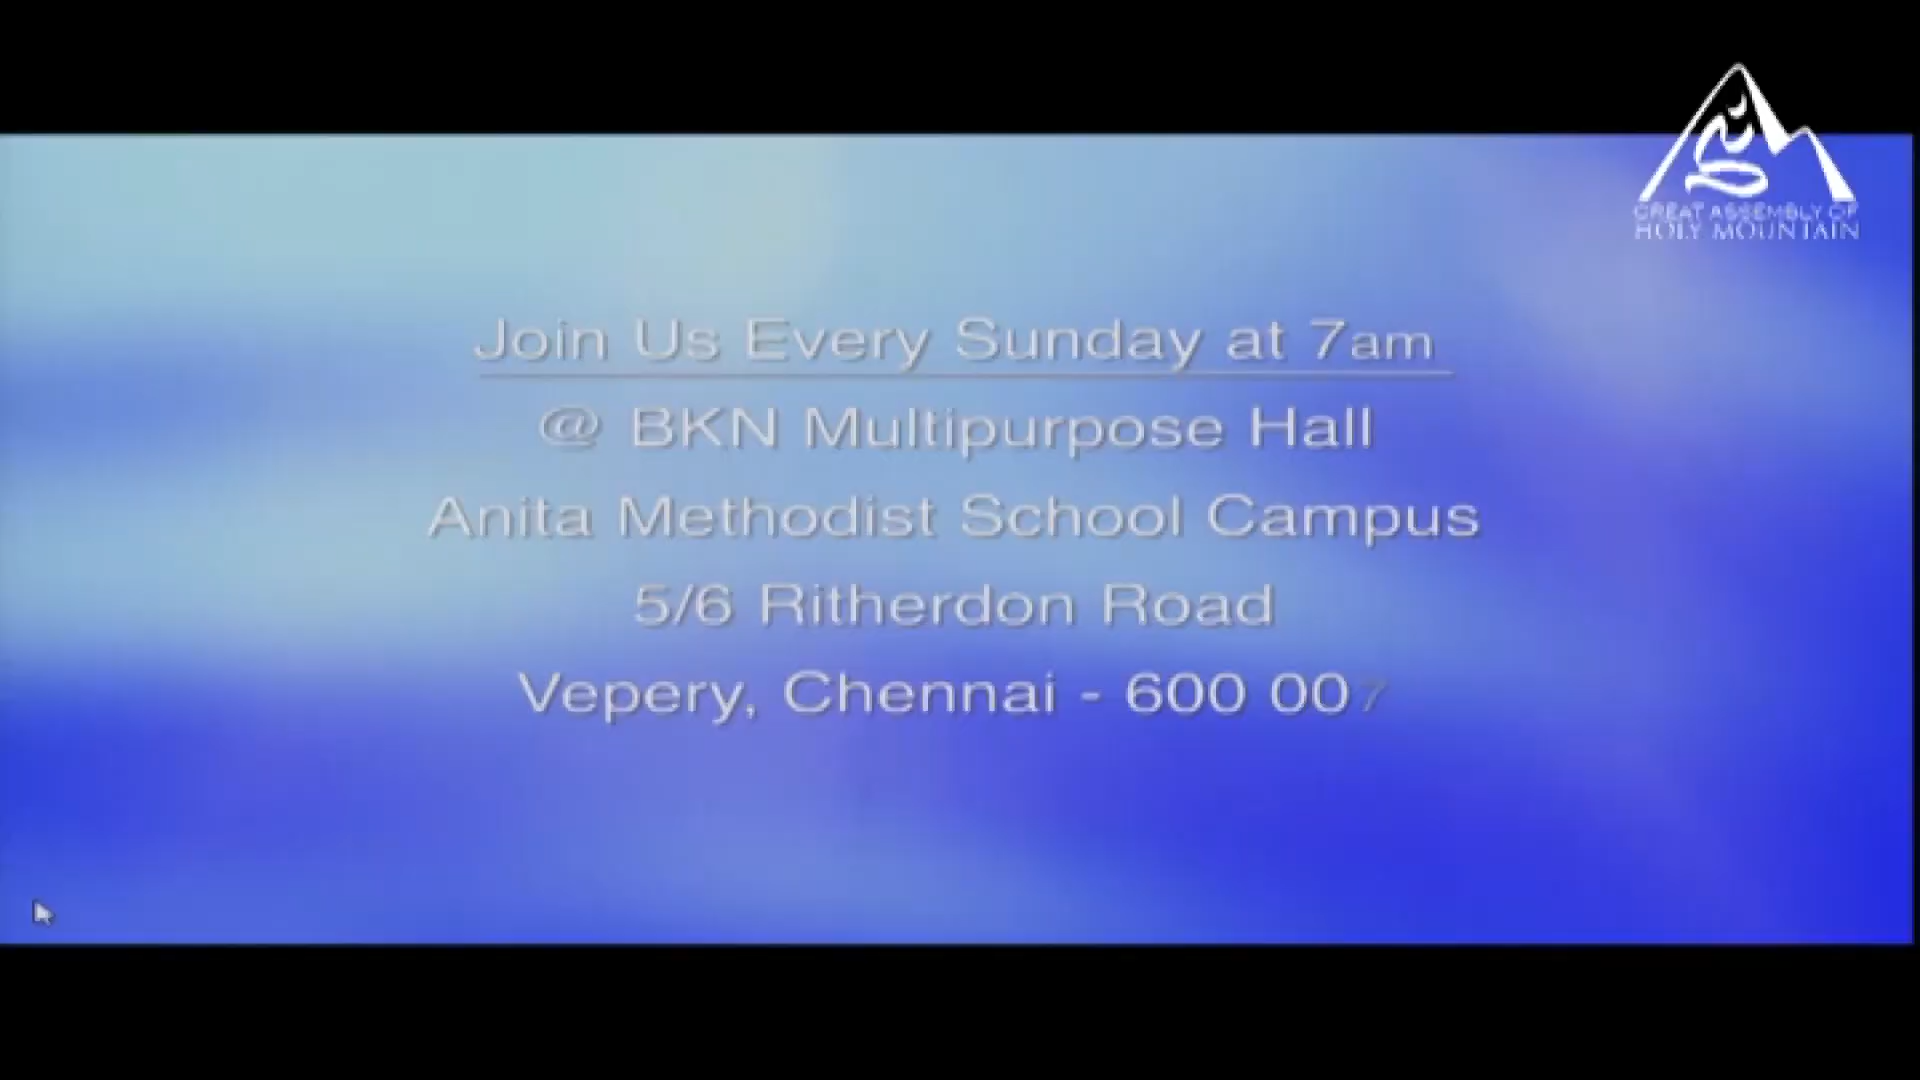 GREAT ASSEMBLY OF
HOLY MOUNTAIN
Join Us Every Sunday at 7am
@ BKN Multipurpose Hall
Anita Methodist School Campus
5/6 Ritherdon Road
Vepery, Chennai - 600 007